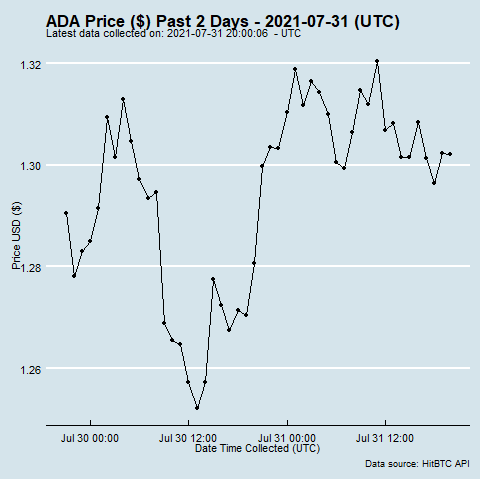 ADA Price ($) Past 2 Days - 2021-07-31 (UTC)
Latest data collected on: 2021-07-31 20:00:06  - UTC
1.32
1.30
1.28
1.26
Price USD ($)
Jul 30 00:00
Jul 30 12:00
Jul 31 00:00
Jul 31 12:00
Date Time Collected (UTC)
Data source: HitBTC API